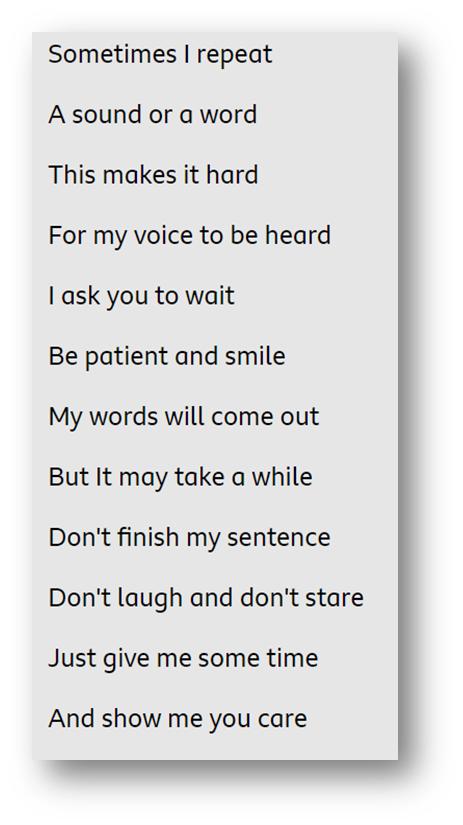 Sometimes I repeat
A sound or a word
This makes it hard
For my voice to be heard
I ask you to wait
Be patient and smile
My words will come out
But It may take a while
Don't finish my sentence
Don't laugh and don't stare
Just give me some time
And show me you care